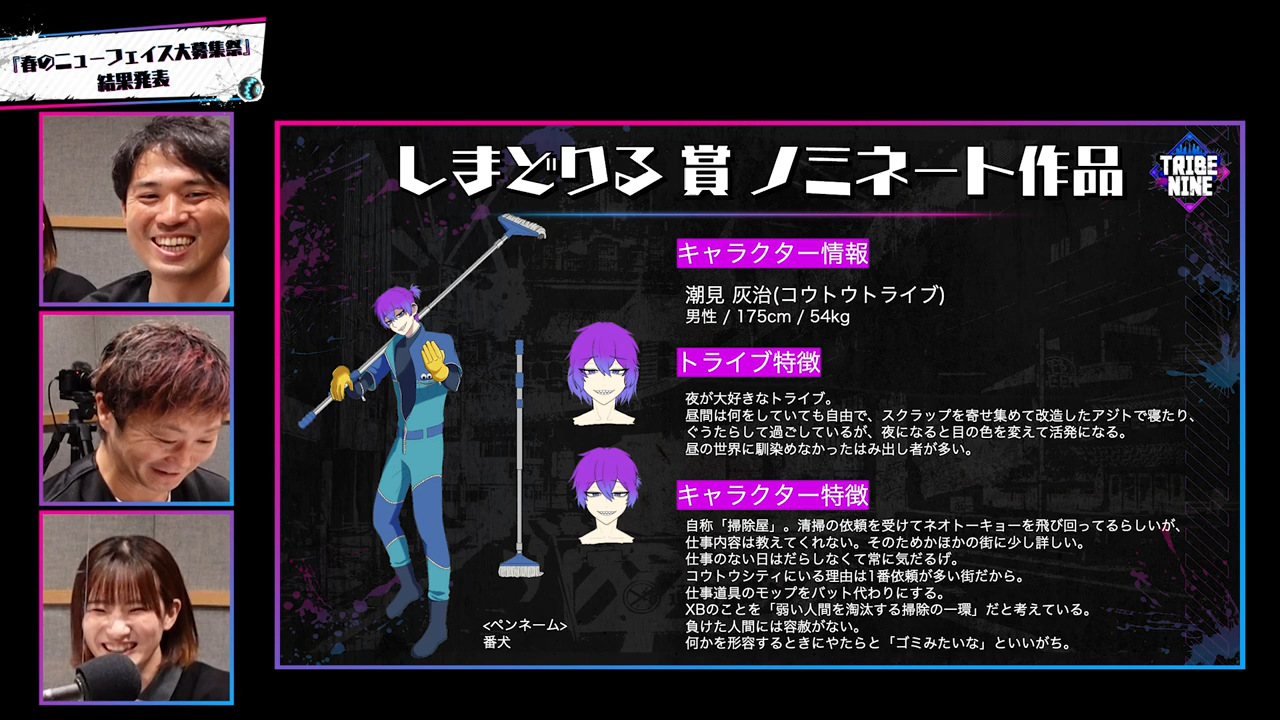 『春のニューフェイス大募集祭』
結果発表
しまどりる 賞 ノミネート作品
TRIBE
NINE
キャラクター情報
潮見 灰治(コウトウトライブ)
男性 / 175cm / 54kg
トライブ特徴
夜が大好きなトライブ。
昼間は何をしていても自由で、スクラップを寄せ集めて改造したアジトで寝たり、
ぐうたらして過ごしているが、夜になると目の色を変えて活発になる。
昼の世界に馴染めなかったはみ出し者が多い。
キャラクター特徴
自称「掃除屋」。清掃の依頼を受けてネオトーキョーを飛び回ってるらしいが、
仕事内容は教えてくれない。そのためかほかの街に少し詳しい。
仕事のない日はだらしなくて常に気だるげ。
コウトウシティにいる理由は1番依頼が多い街だから。
仕事道具のモップをバット代わりにする。
XBのことを「弱い人間を淘汰する掃除の一環」だと考えている。
負けた人間には容赦がない。
何かを形容するときにやたらと「ゴミみたいな」といいがち。
<ペンネーム>
番犬